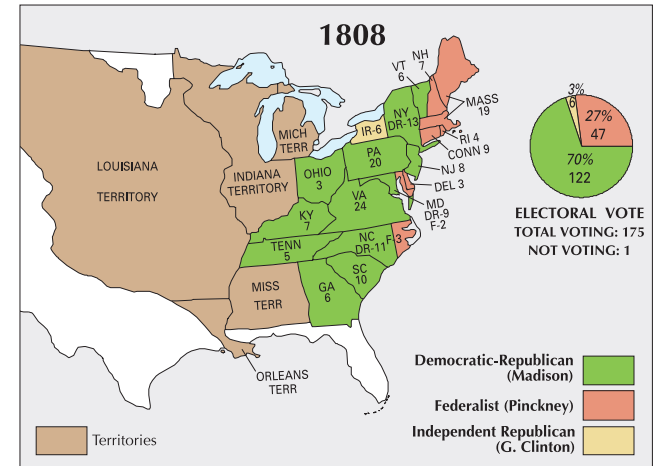 1808
NH
7
VT
6
MASS
19
NY
DR-13
IR-6
RI 4
CONN 9
MICH
TERR
PA
20
NJ 8
DEL 3
MD
DR-9
F-2
OHIO
3
INDIANA
TERRITORY
LOUISIANA
TERRITORY
VA
24
KY
7
NC
DR-11
F-3
TENN
5
SC
10
GA
6
MISS
TERR
ORLEANS
TERR
3%
6
27%
47
70%
122
ELECTORAL VOTE
TOTAL VOTING: 175
NOT VOTING: 1
Democratic-Republican
(Madison)
Federalist (Pinckney)
Independent Republican
(G. Clinton)
Territories